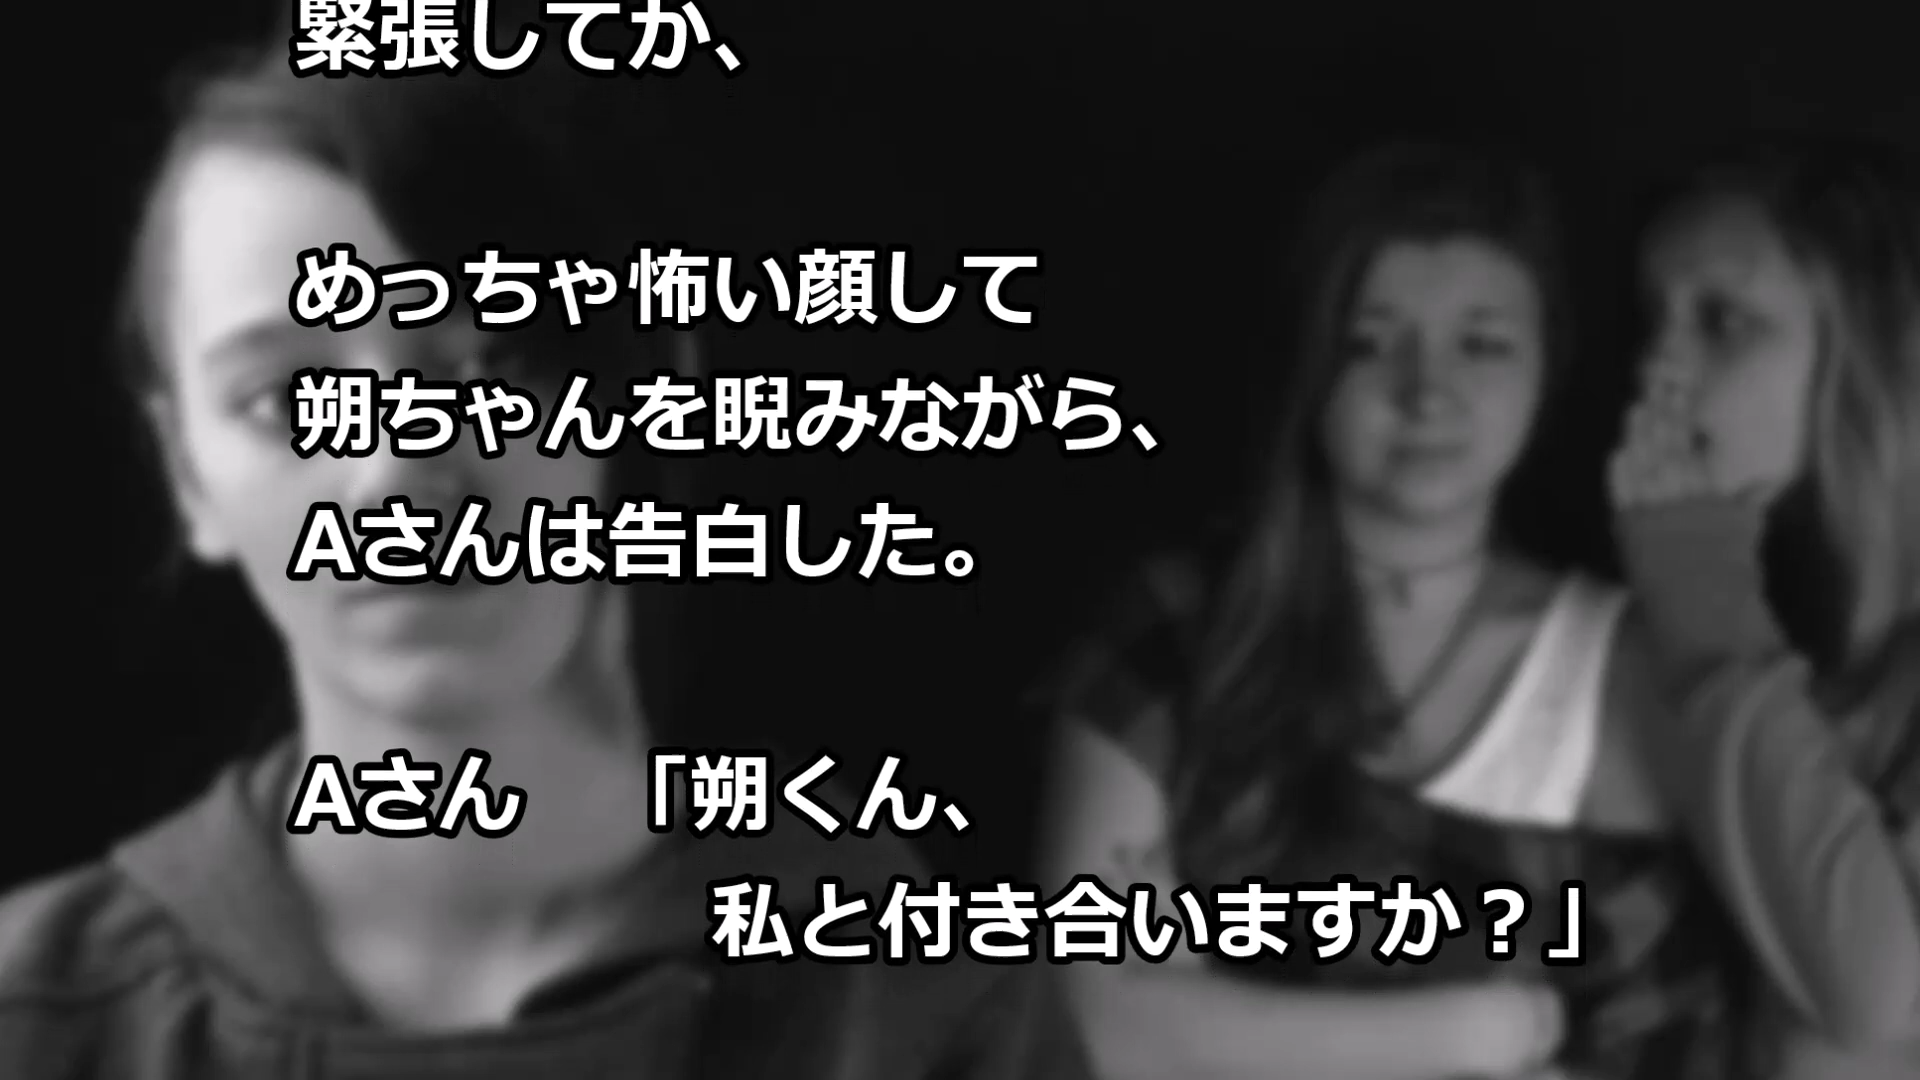 緊張してか、
めっちゃ怖い顔して
朔ちゃんを睨みながら、
Aさんは告白した。
Aさん　「朔くん、
私と付き合いますか？」